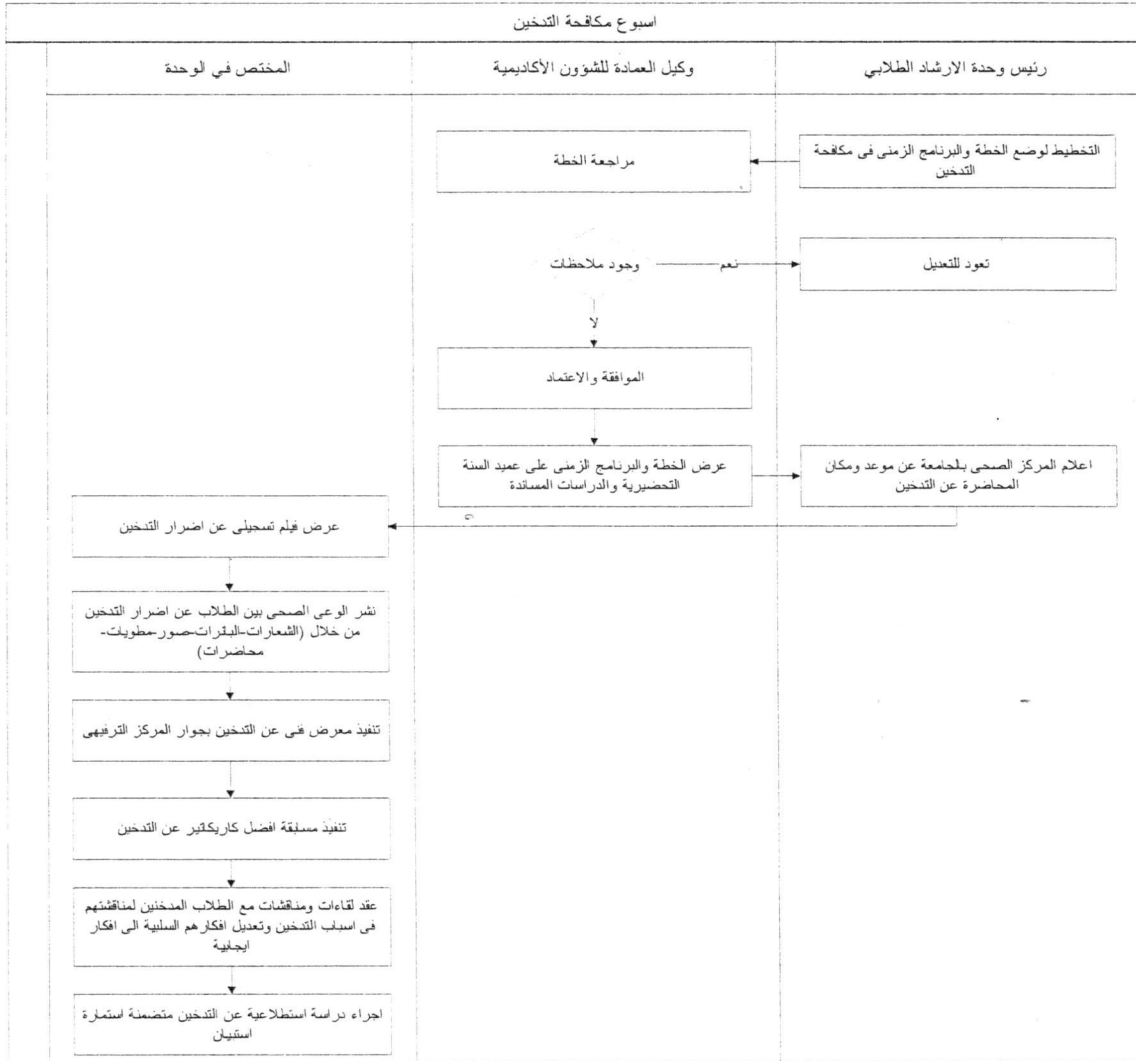 اسبوع مكافحة التدخين
رئيس وحدة الارشاد الطلابي
وكيل العمادة للشؤون الأكاديمية
المختص في الوحدة
التخطيط لوضع الخطة والبرنامج الزمنى فى مكافحة
التدخين
مراجعة الخطة
وجود ملاحظات
نعم
تعود للتعديل
لا
الموافقة والاعتماد
عرض الخطة والبرنامج الزمنى على عميد السنة
التحضيرية والدراسات المساندة
اعلام المركز الصحى بالجامعة عن موعد ومكان
المحاضرة عن التدخين
عرض فيلم تسجيلى عن اضرار التدخين
نشر الوعى الصحى بين الطلاب عن اضرار التدخين
من خلال (الشعارات-البنرات-صور-مطويات-
محاضرات)
تنفيذ معرض فنى عن التدخين بجوار المركز الترفيهى
تنفيذ مسابقة افضل كاريكاتير عن التدخين
عقد لقاءات ومناقشات مع الطلاب المدخنين لمناقشتهم
فى اسباب التدخين وتعديل افكارهم السلبية الى افكار
ايجابية
اجراء دراسة استطلاعية عن التدخين متضمنة استمارة
استبيان